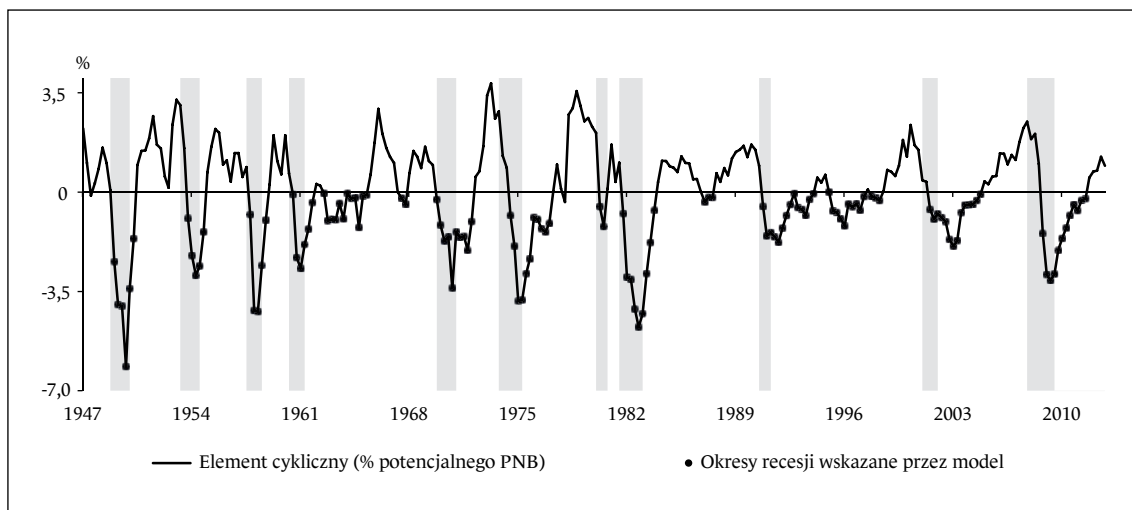 %
3,5
0
-3,5
-7,0
1947 1954 1961 1968 1975 1982 1989 1996 2003 2010
Element cykliczny (% potencjalnego PNB) Okresy recesji wskazane przez model